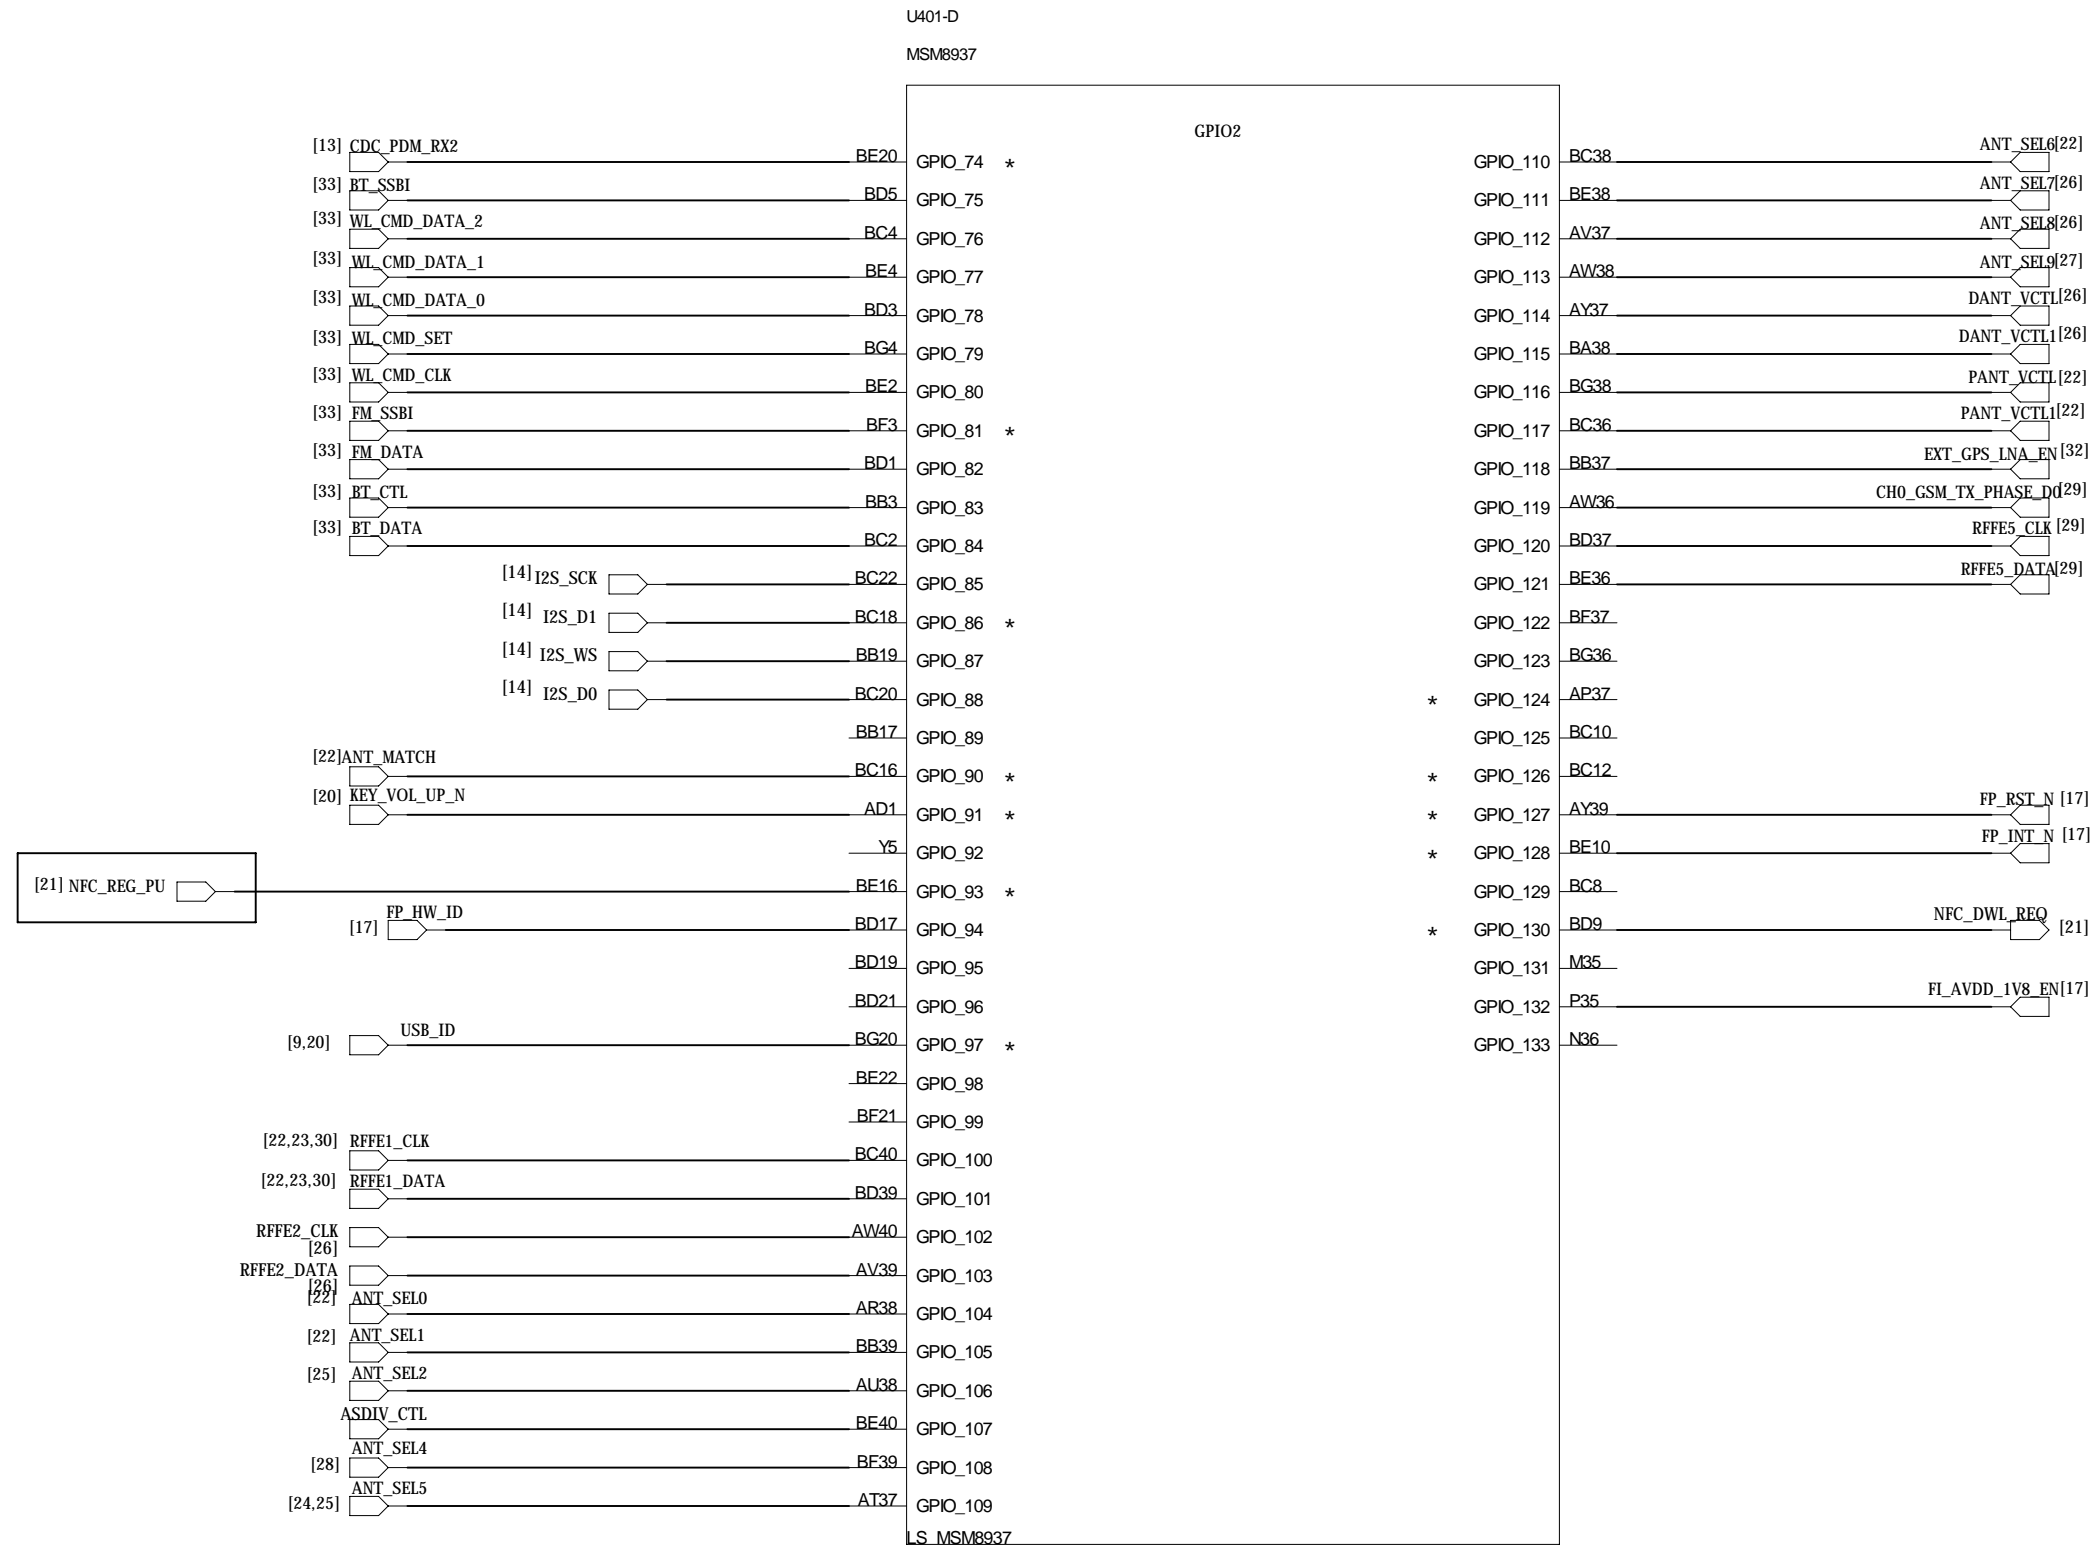 U401-D
MSM8937
GPIO2
[13] CDC_PDM_RX2 BE20 GPIO_74 * GPIO_110 BC38 ANT_SEL6[22]
[33] BT_SSBI BD5 GPIO_75 GPIO_111 BE38 ANT_SEL7[26]
[33] WL_CMD_DATA_2 BC4 GPIO_76 GPIO_112 AV37 ANT_SEL8[26]
[33] WL_CMD_DATA_1 BE4 GPIO_77 GPIO_113 AW38 ANT_SEL9[27]
[33] WL_CMD_DATA_0 BD3 GPIO_78 GPIO_114 AY37 DANT_VCTL[26]
[33] WL_CMD_SET BG4 GPIO_79 GPIO_115 BA38 DANT_VCTL1[26]
[33] WL_CMD_CLK BE2 GPIO_80 GPIO_116 BG38 PANT_VCTL[22]
[33] FM_SSBI BF3 GPIO_81 * GPIO_117 BC36 PANT_VCTL1[22]
[33] FM_DATA BD1 GPIO_82 GPIO_118 BB37 EXT_GPS_LNA_EN[32]
[33] BT_CTL BB3 GPIO_83 GPIO_119 AW36 CH0_GSM_TX_PHASE_D0[29]
[33] BT_DATA BC2 GPIO_84 GPIO_120 BD37 RFFE5_CLK [29]
[14] I2S_SCK BC22 GPIO_85 GPIO_121 BE36 RFFE5_DATA[29]
[14] I2S_D1 BC18 GPIO_86 * GPIO_122 BF37
[14] I2S_WS BB19 GPIO_87 GPIO_123 BG36
[14] I2S_D0 BC20 GPIO_88 * GPIO_124 AP37
BB17 GPIO_89 GPIO_125 BC10
[22]ANT_MATCH BC16 GPIO_90 * * GPIO_126 BC12
[20] KEY_VOL_UP_N AD1 GPIO_91 * * GPIO_127 AY39 FP_RST_N [17]
Y5 GPIO_92 * GPIO_128 BE10 FP_INT_N [17]
[21] NFC_REG_PU BE16 GPIO_93 * GPIO_129 BC8
[17] FP_HW_ID BD17 GPIO_94 * GPIO_130 BD9 NFC_DWL_REQ [21]
BD19 GPIO_95 GPIO_131 M35
BD21 GPIO_96 GPIO_132 P35 FI_AVDD_1V8_EN[17]
[9,20] USB_ID BG20 GPIO_97 * GPIO_133 N36
BE22 GPIO_98
BF21 GPIO_99
[22,23,30] RFFE1_CLK BC40 GPIO_100
[22,23,30] RFFE1_DATA BD39 GPIO_101
RFFE2_CLK AW40 GPIO_102
[26]
RFFE2_DATA AV39 GPIO_103
[26]
[22] ANT_SEL0 AR38 GPIO_104
[22] ANT_SEL1 BB39 GPIO_105
[25] ANT_SEL2 AU38 GPIO_106
ASDIV_CTL BE40 GPIO_107
[28] ANT_SEL4 BF39 GPIO_108
[24,25] ANT_SEL5 AT37 GPIO_109
LS_MSM8937